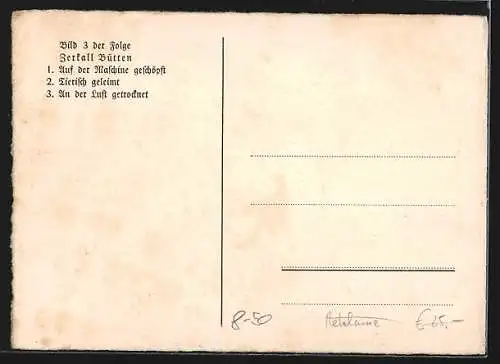 Bild 3 der Folge
Zerkall Bütten
1. Auf der Maschine geschöpft
2. Tierisch geleimt
3. An der Luft getrocknet
8-50 Reklame